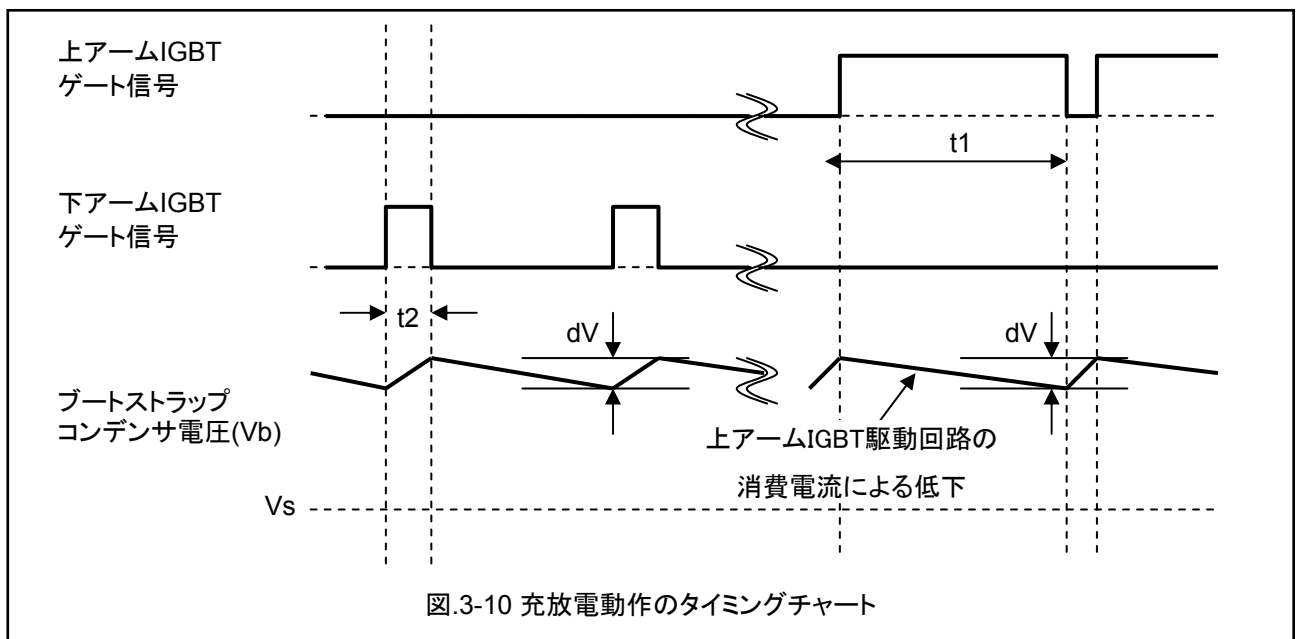 上アームIGBT
ゲート信号
t1
下アームIGBT
ゲート信号
t2
dV
dV
ブートストラップ
コンデンサ電圧(Vb)
上アームIGBT駆動回路の
消費電流による低下
Vs
図.3-10 充放電動作のタイミングチャート